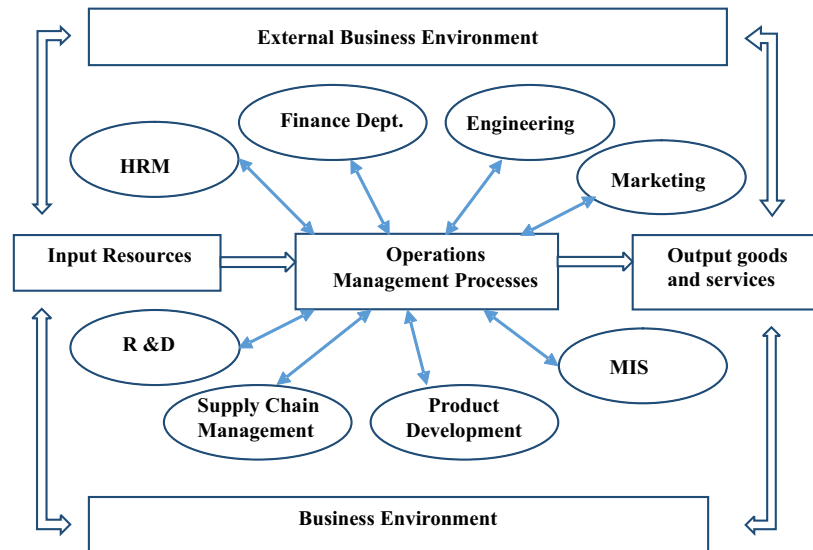 External Business Environment
Finance Dept.
Engineering
HRM
Marketing
Input Resources
Operations
Management Processes
Output goods
and services
R &D
MIS
Supply Chain
Management
Product
Development
Business Environment